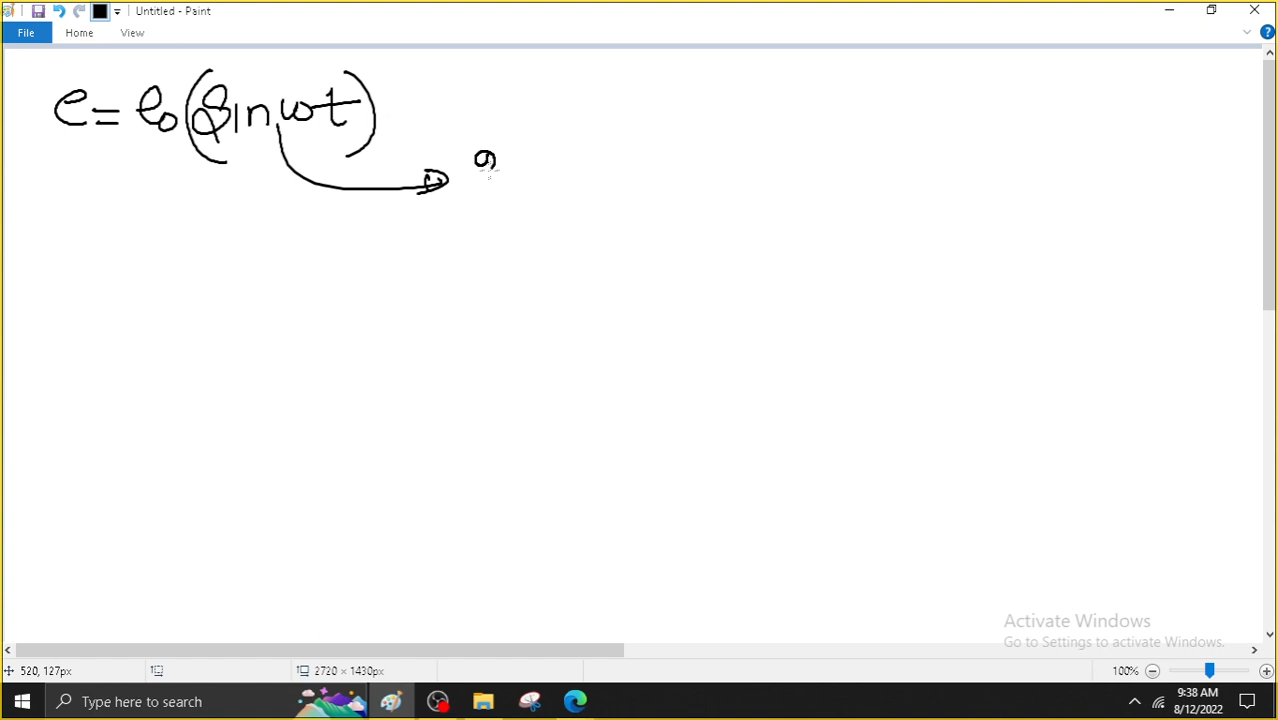 Untitled - Paint
File Home View
e = e₀(Sin ωt)
a
Activate Windows
Go to Settings to activate Windows.
520, 127px
2720 × 1430px
100%
Type here to search
9:38 AM
8/12/2022